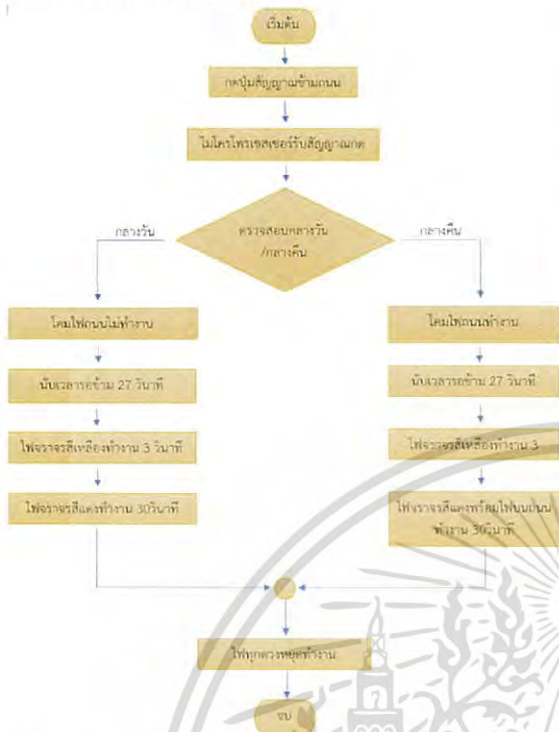 เริ่มต้น
กดปุ่มสัญญาณข้ามถนน
ไมโครโพรเซสเซอร์รับสัญญาณกด
ตรวจสอบกลางวัน
/กลางคืน
กลางวัน
กลางคืน
โคมไฟถนนไม่ทำงาน
นับเวลารอข้าม 27 วินาที
ไฟจราจรสีเหลืองทำงาน 3 วินาที
ไฟจราจรสีแดงทำงาน 30วินาที
โคมไฟถนนทำงาน
นับเวลารอข้าม 27 วินาที
ไฟจราจรสีเหลืองทำงาน 3
ไฟจราจรสีแดงพร้อมไฟบนถนน
ทำงาน 30วินาที
ไฟทุกดวงหยุดทำงาน
จบ